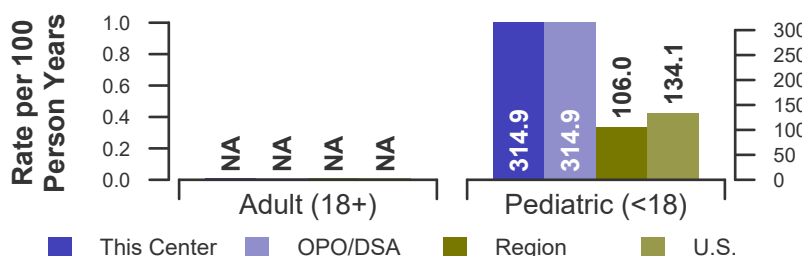 Rate per 100
Person Years
1.0
0.8
0.6
0.4
0.2
0.0
NA
NA
NA
NA
314.9
314.9
106.0
134.1
300
250
200
150
100
50
0
Adult (18+)
Pediatric (<18)
This Center
OPO/DSA
Region
U.S.